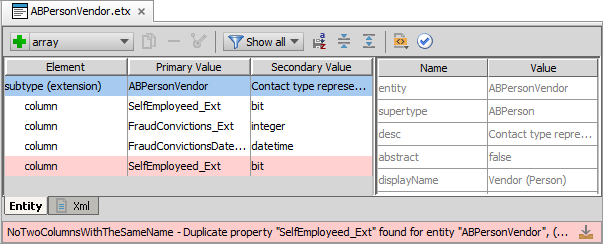 ABPersonVendor.etx ×
array
Show all
Element Primary Value Secondary Value
subtype (extension) ABPersonVendor Contact type represe...
column SelfEmployeed_Ext bit
column FraudConvictions_Ext integer
column FraudConvictionsDate... datetime
column SelfEmployeed_Ext bit
Name Value
entity ABPersonVendor
supertype ABPerson
desc Contact type repre...
abstract false
displayName Vendor (Person)
Entity Xml
NoTwoColumnsWithTheSameName - Duplicate property "SelfEmployeed_Ext" found for entity "ABPersonVendor", (...